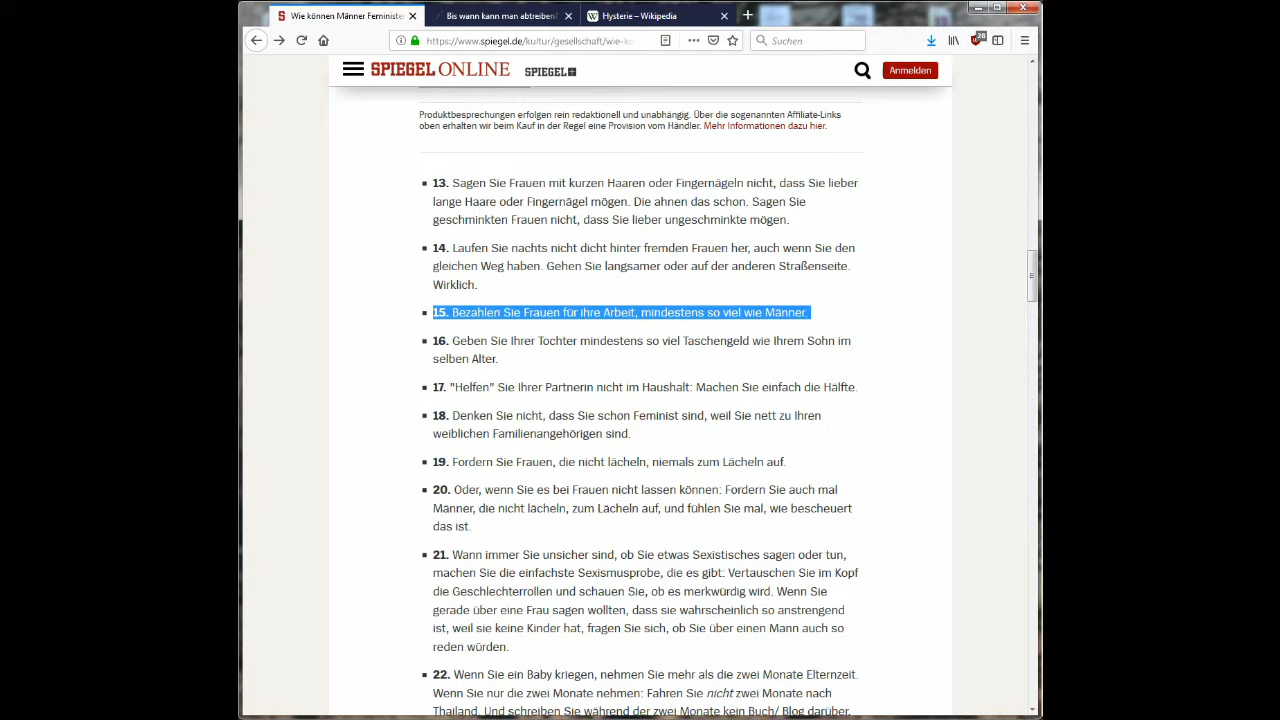 Wie können Männer Feministe
Bis wann kann man abtreiben?
Hysterie – Wikipedia
https://www.spiegel.de/kultur/gesellschaft/wie-ko
Suchen
28
SPIEGEL ONLINE
SPIEGEL+
Anmelden
Produktbesprechungen erfolgen rein redaktionell und unabhängig. Über die sogenannten Affiliate-Links
oben erhalten wir beim Kauf in der Regel eine Provision vom Händler. Mehr Informationen dazu hier.
13. Sagen Sie Frauen mit kurzen Haaren oder Fingernägeln nicht, dass Sie lieber
lange Haare oder Fingernägel mögen. Die ahnen das schon. Sagen Sie
geschminkten Frauen nicht, dass Sie lieber ungeschminkte mögen.
14. Laufen Sie nachts nicht dicht hinter fremden Frauen her, auch wenn Sie den
gleichen Weg haben. Gehen Sie langsamer oder auf der anderen Straßenseite.
Wirklich.
15. Bezahlen Sie Frauen für ihre Arbeit, mindestens so viel wie Männer.
16. Geben Sie Ihrer Tochter mindestens so viel Taschengeld wie Ihrem Sohn im
selben Alter.
17. "Helfen" Sie Ihrer Partnerin nicht im Haushalt: Machen Sie einfach die Hälfte.
18. Denken Sie nicht, dass Sie schon Feminist sind, weil Sie nett zu Ihren
weiblichen Familienangehörigen sind.
19. Fordern Sie Frauen, die nicht lächeln, niemals zum Lächeln auf.
20. Oder, wenn Sie es bei Frauen nicht lassen können: Fordern Sie auch mal
Männer, die nicht lächeln, zum Lächeln auf, und fühlen Sie mal, wie bescheuert
das ist.
21. Wann immer Sie unsicher sind, ob Sie etwas Sexistisches sagen oder tun,
machen Sie die einfachste Sexismusprobe, die es gibt: Vertauschen Sie im Kopf
die Geschlechterrollen und schauen Sie, ob es merkwürdig wird. Wenn Sie
gerade über eine Frau sagen wollten, dass sie wahrscheinlich so anstrengend
ist, weil sie keine Kinder hat, fragen Sie sich, ob Sie über einen Mann auch so
reden würden.
22. Wenn Sie ein Baby kriegen, nehmen Sie mehr als die zwei Monate Elternzeit.
Wenn Sie nur die zwei Monate nehmen: Fahren Sie nicht zwei Monate nach
Thailand. Und schreiben Sie während der zwei Monate kein Buch/ Blog darüber,